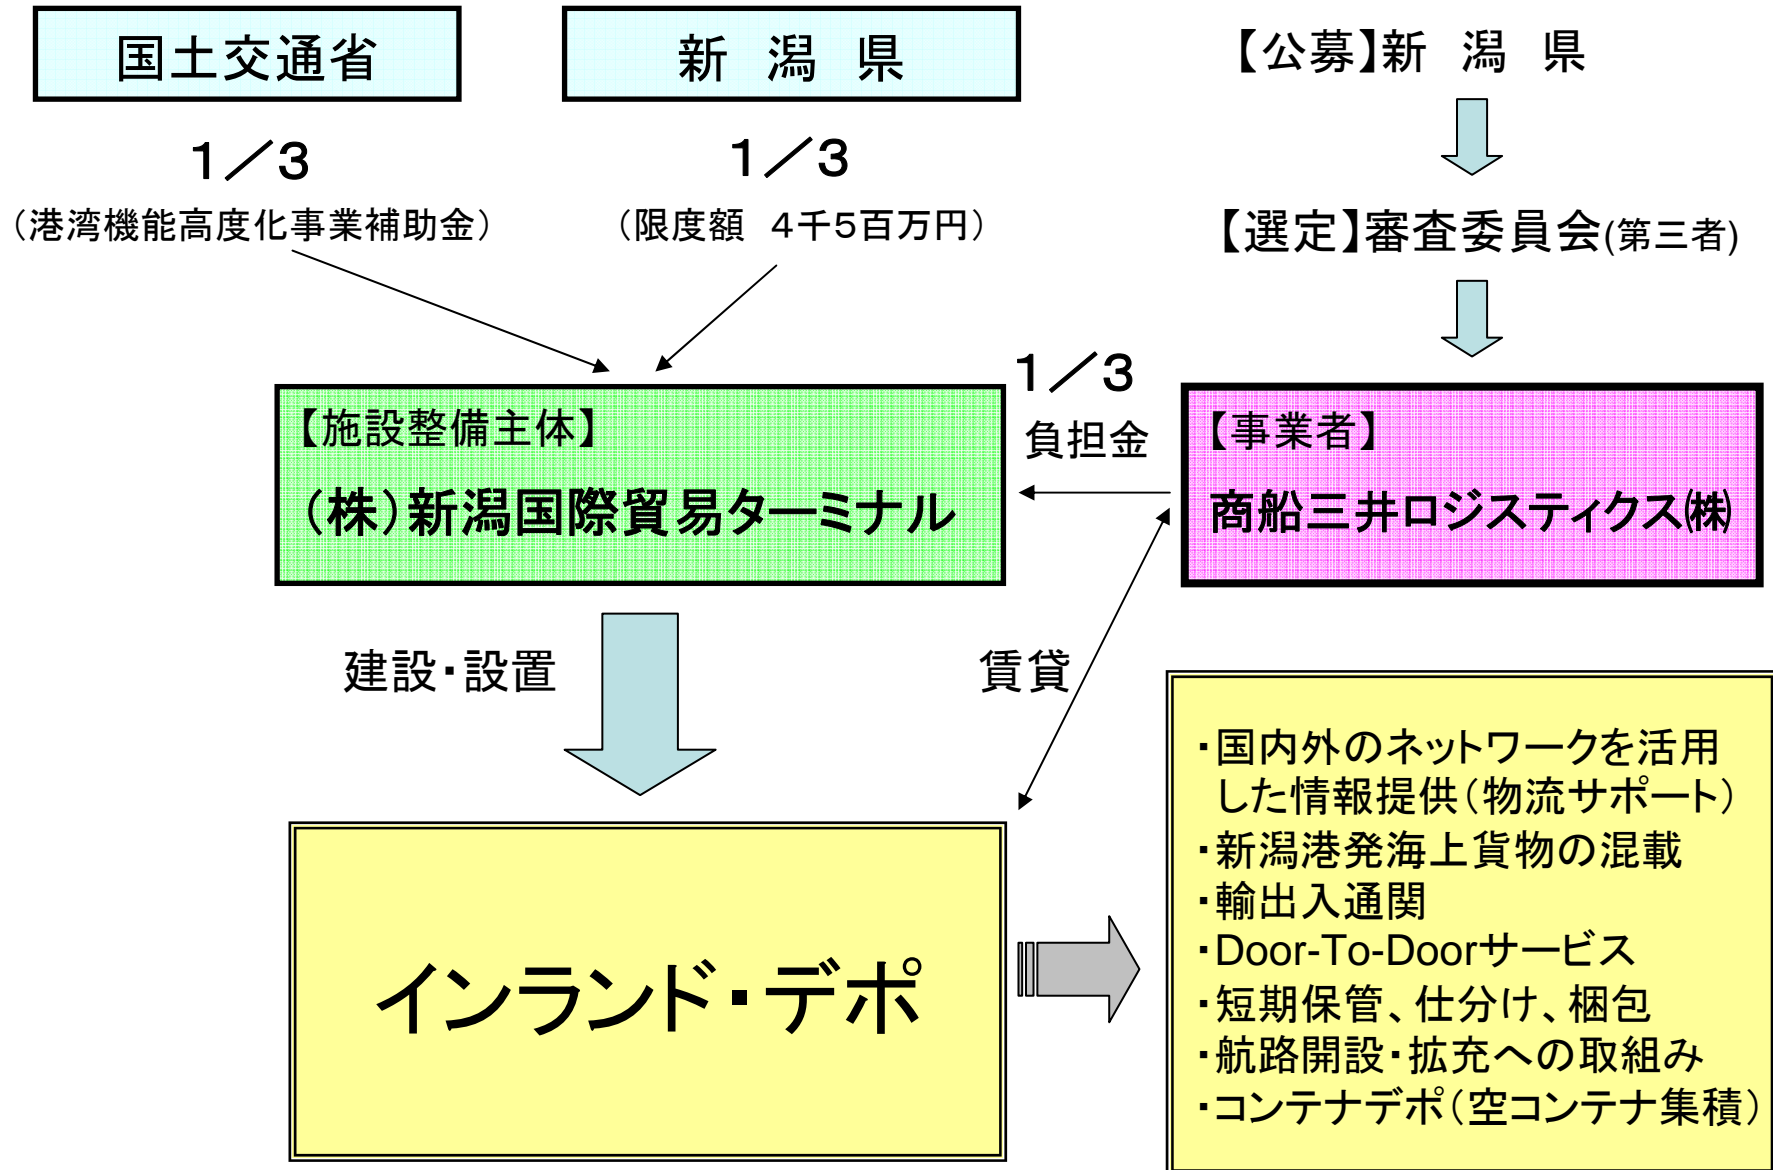 国土交通省
新 潟 県
【公募】新 潟 県
1／3
(港湾機能高度化事業補助金)
1／3
(限度額 4千5百万円)
【選定】審査委員会(第三者)
【施設整備主体】
(株)新潟国際貿易ターミナル
1／3
負担金
【事業者】
商船三井ロジスティクス㈱
建設・設置
賃貸
インランド・デポ
・国内外のネットワークを活用
した情報提供(物流サポート)
・新潟港発海上貨物の混載
・輸出入通関
・Door-To-Doorサービス
・短期保管、仕分け、梱包
・航路開設・拡充への取組み
・コンテナデポ(空コンテナ集積)